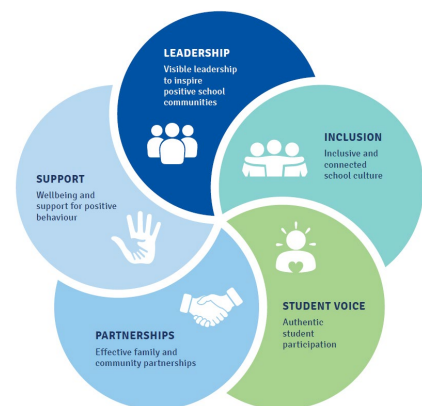 LEADERSHIP
Visible leadership
to inspire
positive school
communities
INCLUSION
Inclusive and
connected
school culture
STUDENT VOICE
Authentic
student
participation
PARTNERSHIPS
Effective family and
community partnerships
SUPPORT
Wellbeing and
support for positive
behaviour